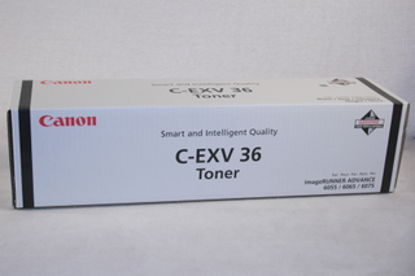 Canon
C-EXV 36
Toner
Canon
Smart and Intelligent Quality
C-EXV 36
Toner
imageRUNNER ADVANCE
6055 / 6065 / 6075